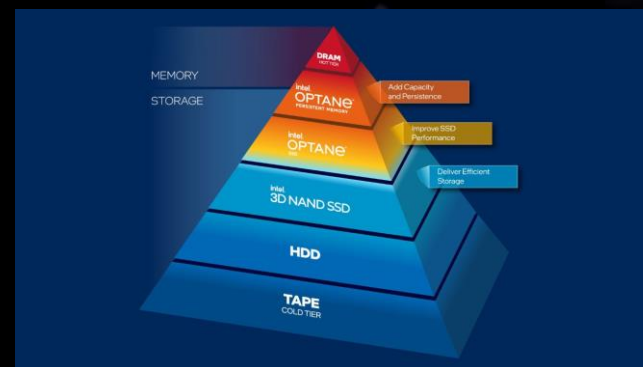 MEMORY
STORAGE
DRAM
HOT TIER
intel
OPTANE
PERSISTENT MEMORY
Add Capacity
and Persistence
intel
OPTANE
SSD
Improve SSD
Performance
Deliver Efficient
Storage
intel
3D NAND SSD
HDD
TAPE
COLD TIER